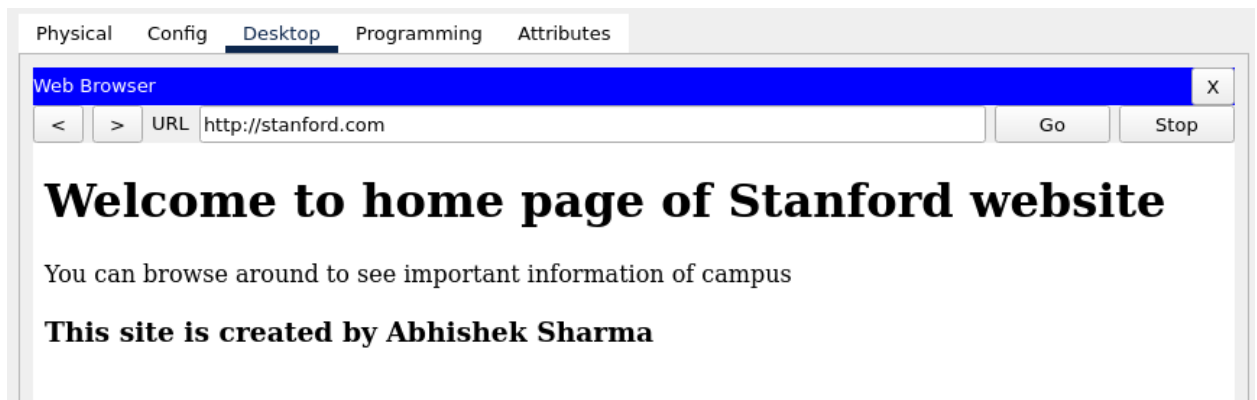 Physical Config Desktop Programming Attributes
Web Browser X
< > URL http://stanford.com Go Stop
Welcome to home page of Stanford website
You can browse around to see important information of campus
This site is created by Abhishek Sharma